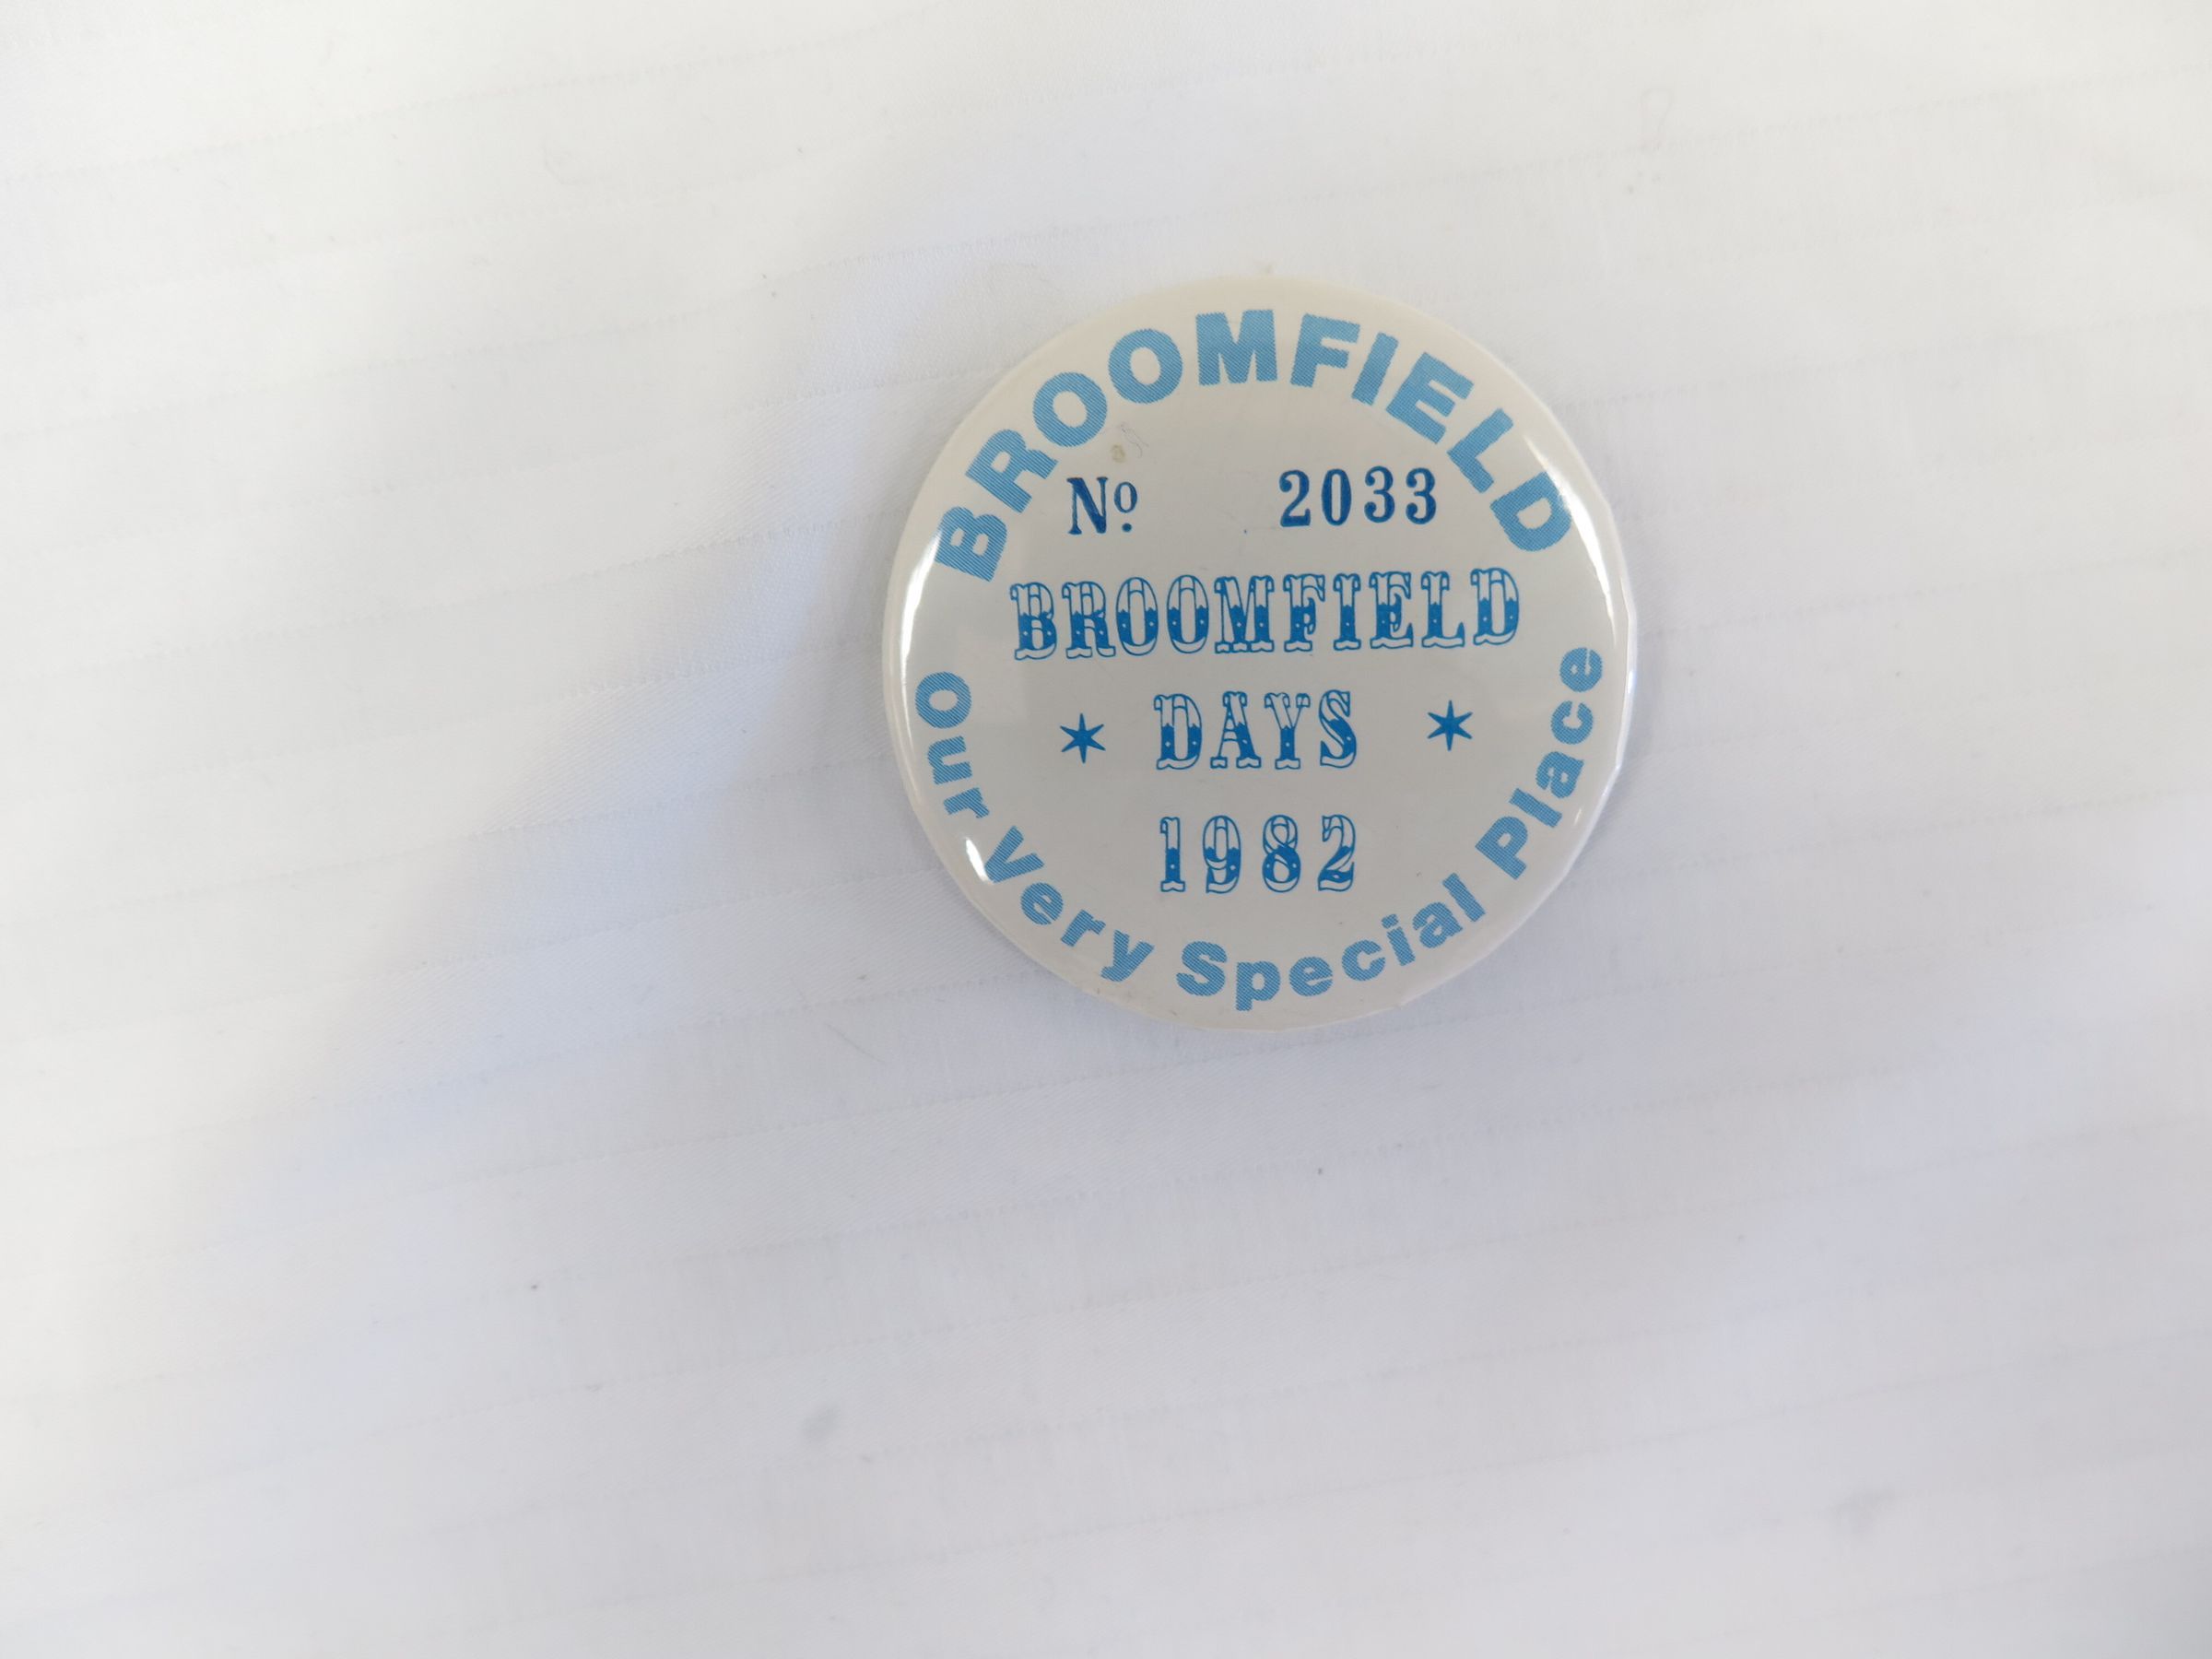 BROOMFIELD
Nº 2033
BROOMFIELD
* DAYS *
1982
Our Very Special Place